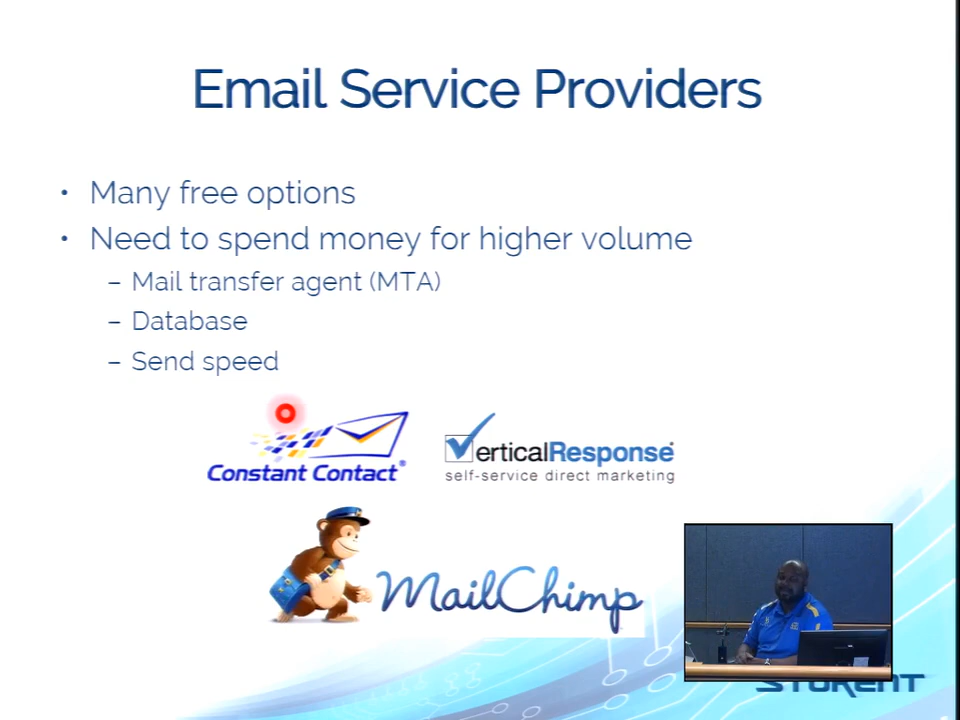 Email Service Providers
• Many free options
• Need to spend money for higher volume
– Mail transfer agent (MTA)
– Database
– Send speed
Constant Contact®
VerticalResponse®
self-service direct marketing
MailChimp
STUKENT